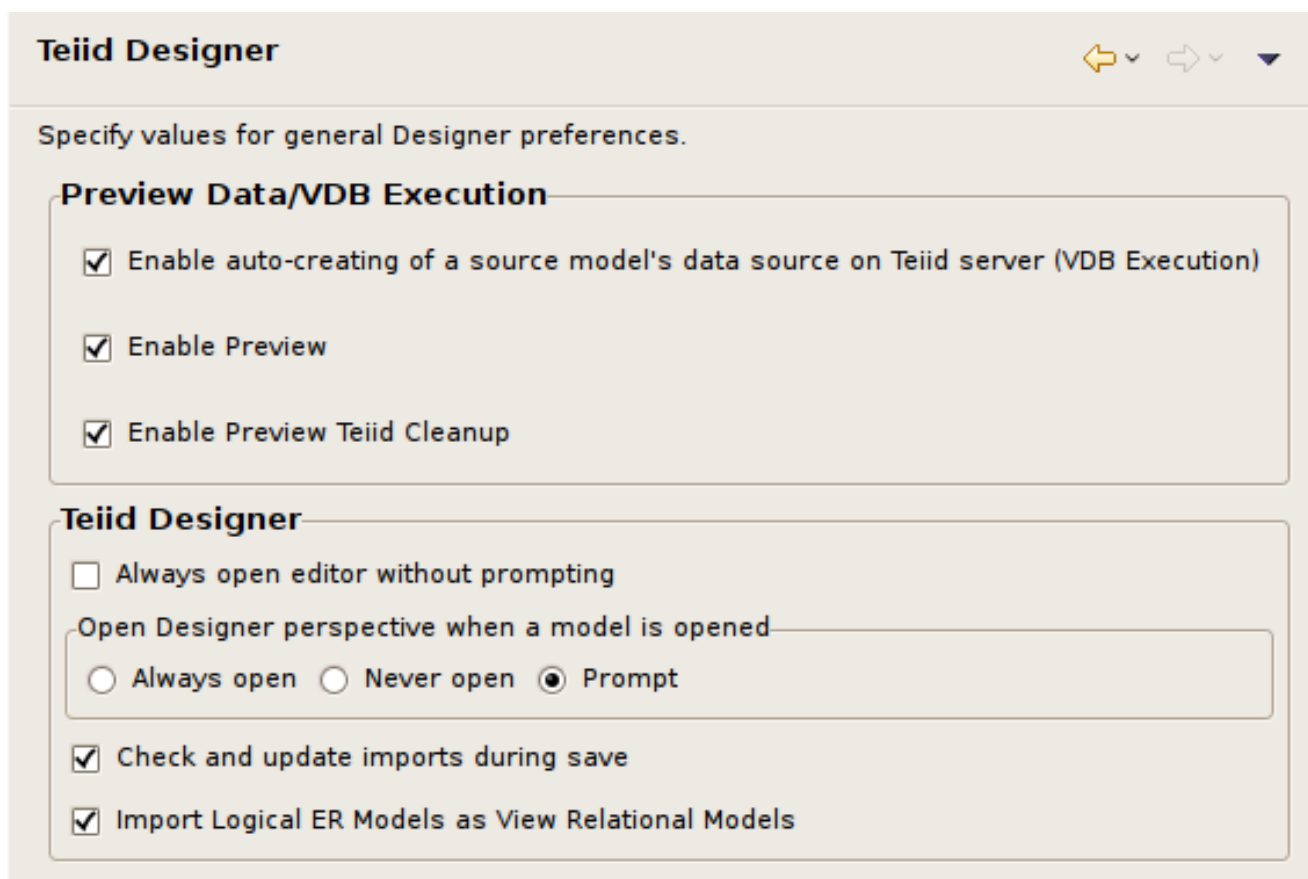 Teiid Designer
Specify values for general Designer preferences.
Preview Data/VDB Execution
Enable auto-creating of a source model's data source on Teiid server (VDB Execution)
Enable Preview
Enable Preview Teiid Cleanup
Teiid Designer
Always open editor without prompting
Open Designer perspective when a model is opened
Always open Never open Prompt
Check and update imports during save
Import Logical ER Models as View Relational Models